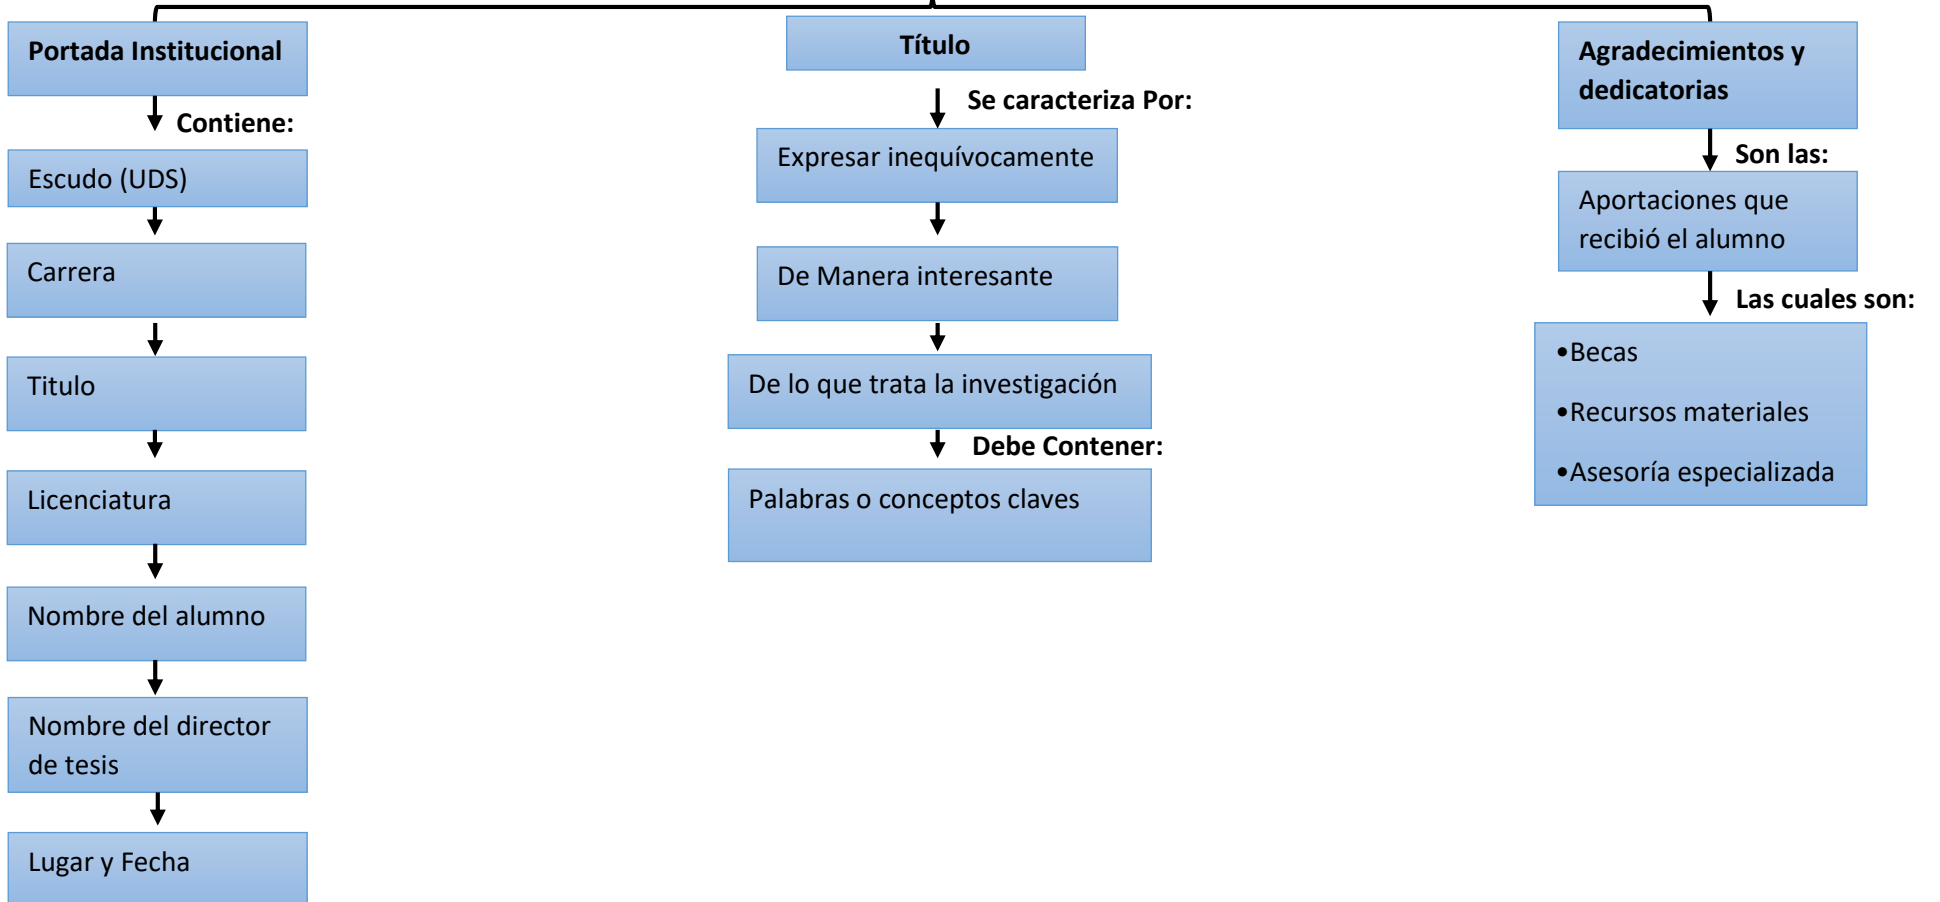 Portada Institucional
Contiene:
Escudo (UDS)
Carrera
Titulo
Licenciatura
Nombre del alumno
Nombre del director
de tesis
Lugar y Fecha
Título
Se caracteriza Por:
Expresar inequívocamente
De Manera interesante
De lo que trata la investigación
Debe Contener:
Palabras o conceptos claves
Agradecimientos y
dedicatorias
Son las:
Aportaciones que
recibió el alumno
Las cuales son:
•Becas
•Recursos materiales
•Asesoría especializada